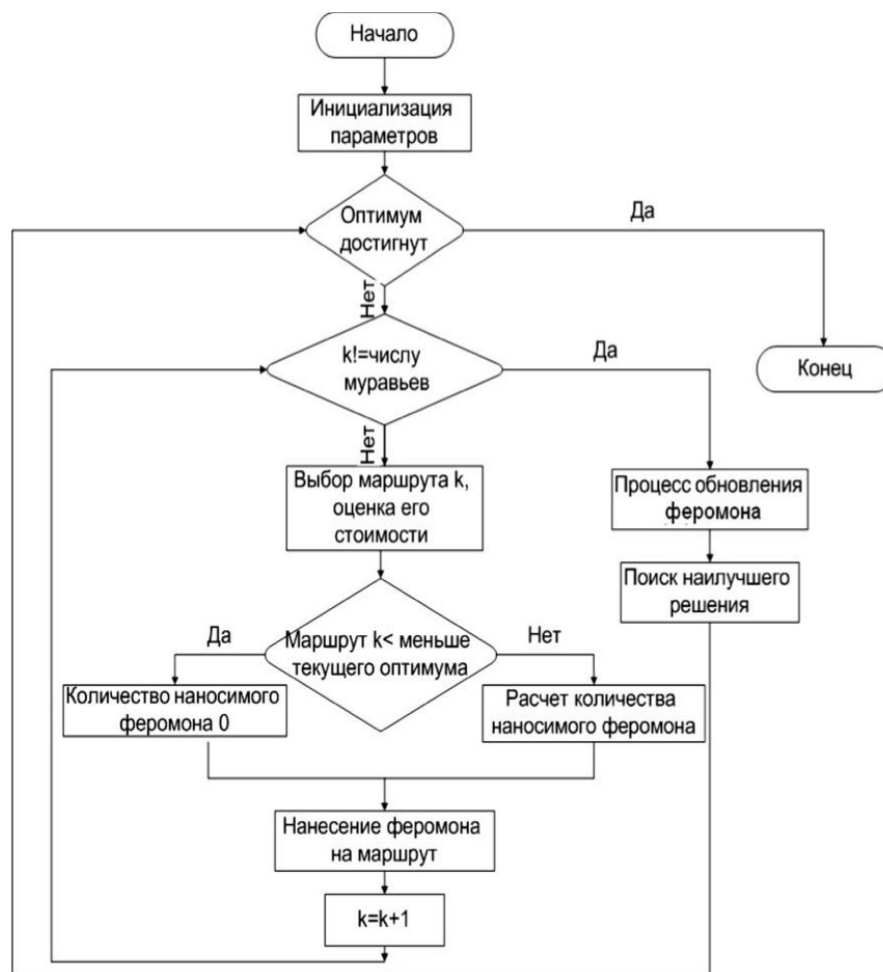 Начало
Инициализация
параметров
Оптимум
достигнут
Да
Нет
k!=числу
муравьев
Да
Конец
Нет
Выбор маршрута k,
оценка его
стоимости
Процесс обновления
феромона
Поиск наилучшего
решения
Да
Маршрут k< меньше
текущего оптимума
Нет
Количество наносимого
феромона 0
Расчет количества
наносимого феромона
Нанесение феромона
на маршрут
k=k+1